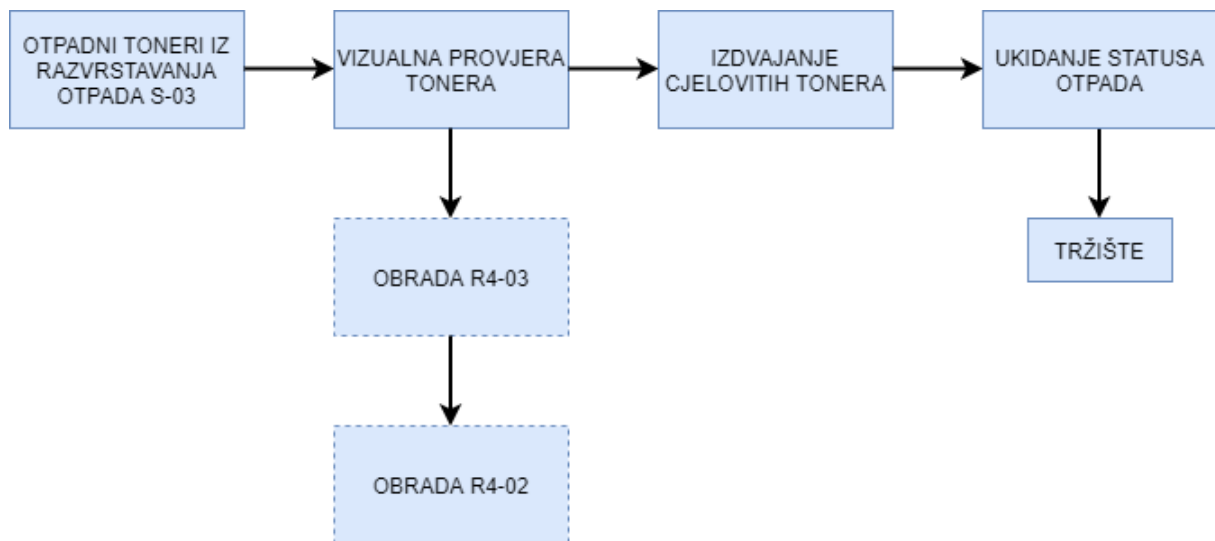 OTPADNI TONERI IZ
RAZVRSTAVANJA
OTPADA S-03
VIZUALNA PROVJERA
TONERA
IZDVAJANJE
CJELOVITIH TONERA
UKIDANJE STATUSA
OTPADA
OBRADA R4-03
TRŽIŠTE
OBRADA R4-02